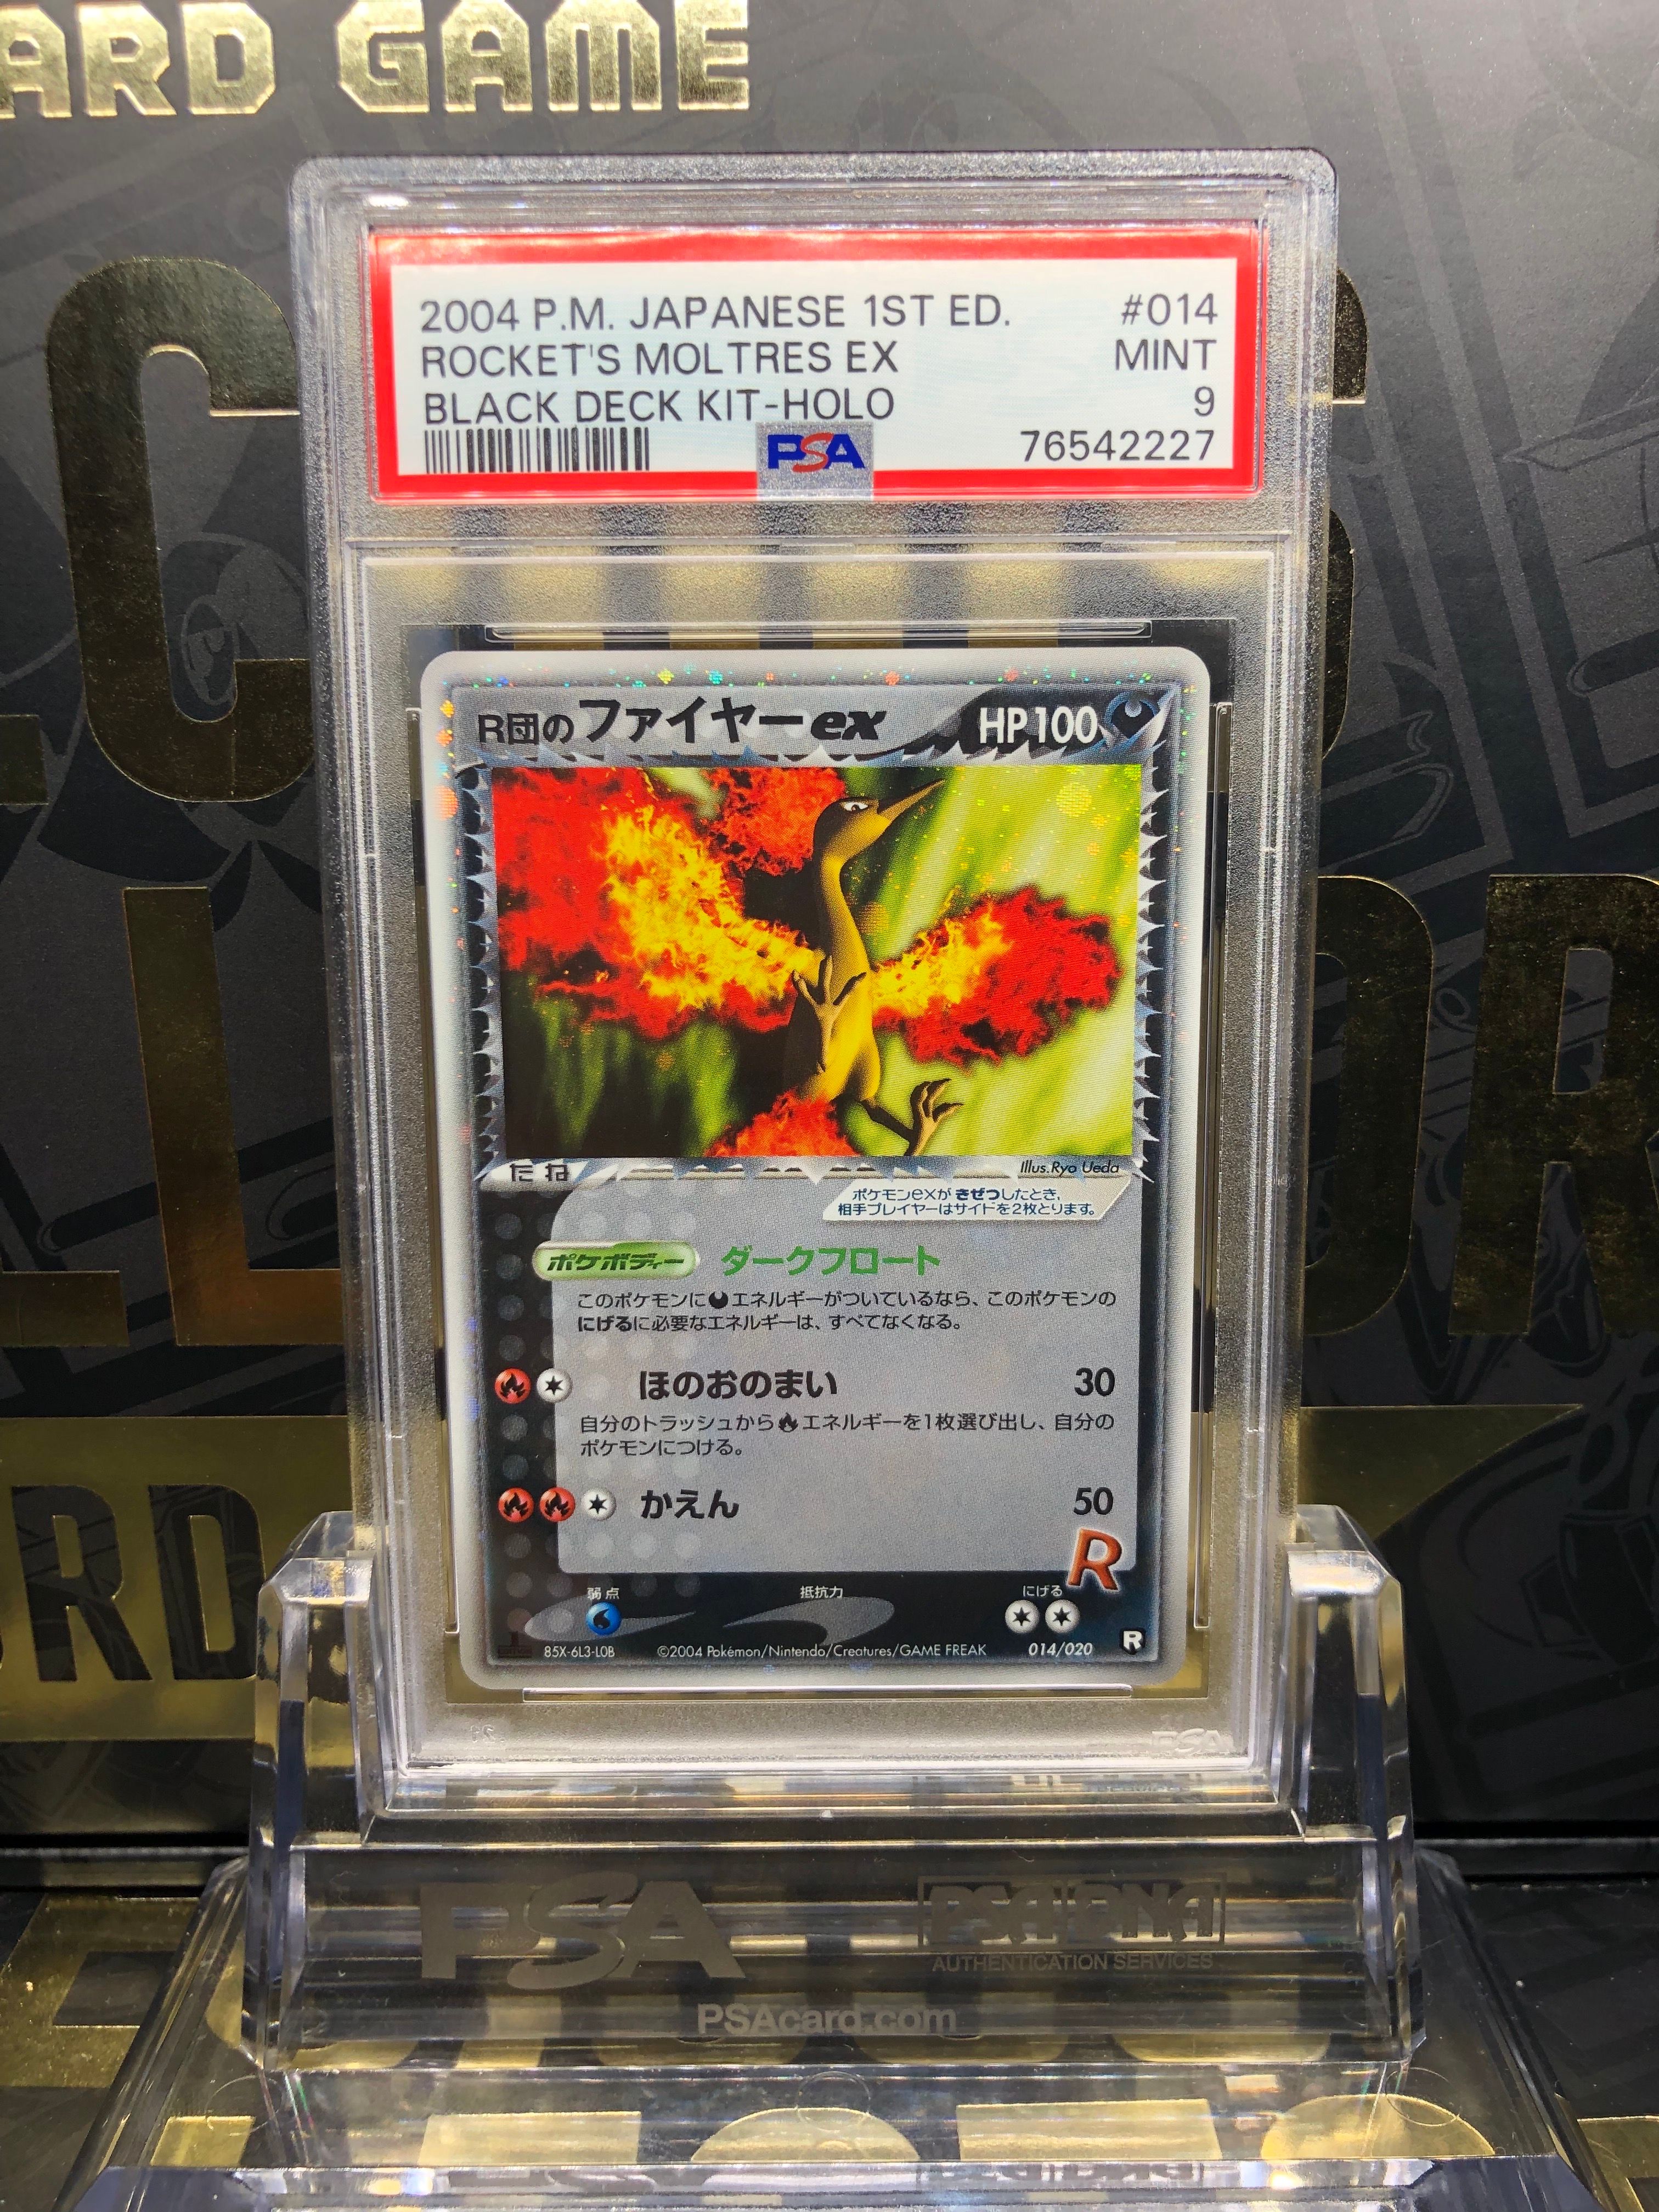 ARD GAME
2004 P.M. JAPANESE 1ST ED. #014
ROCKET'S MOLTRES EX MINT
BLACK DECK KIT-HOLO 9
PSA 76542227
R団のファイヤーex HP100
たね
Illus.Ryo Ueda
ポケモンexがきぜつしたとき、
相手プレイヤーはサイドを2枚とります。
ポケボディー ダークフロート
このポケモンにエネルギーがついているなら、このポケモンの
にげるに必要なエネルギーは、すべてなくなる。
ほのおのまい 30
自分のトラッシュからエネルギーを1枚選び出し、自分の
ポケモンにつける。
かえん 50
R
弱点 抵抗力 にげる
85X-6L3-L0B ©2004 Pokémon/Nintendo/Creatures/GAME FREAK 014/020 R
PSA
PSA PSA/DNA
AUTHENTICATION SERVICES
PSAcard.com